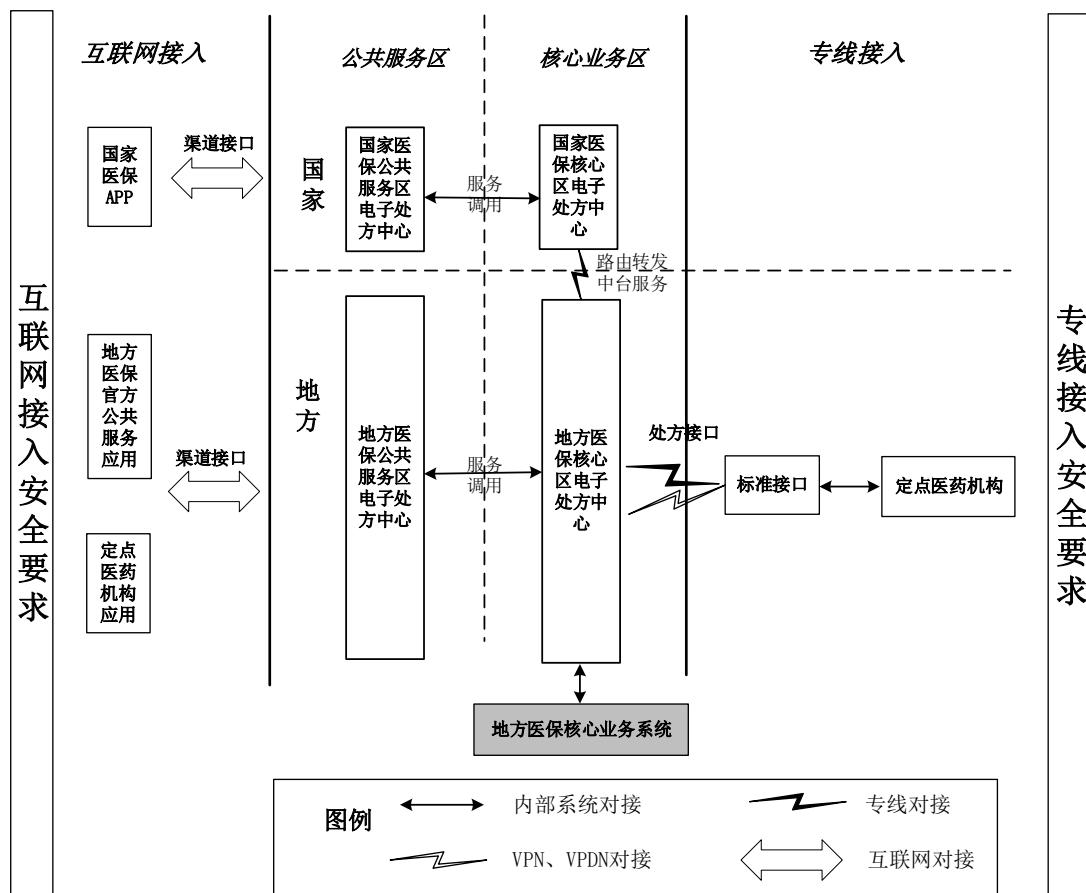 互联网接入
公共服务区
核心业务区
专线接入
互
联
网
接
入
安
全
要
求
国家
医保
APP
渠道接口
国
家
国家医
保公共
服务区
电子处
方中心
服务
调用
国家医
保核心
区电子
处方中
心
路由转发
中台服务
地方
医保
官方
公共
服务
应用
渠道接口
定点
医药
机构
应用
地
方
地方医
保公共
服务区
电子处
方中心
服务
调用
地方医
保核心
区电子
处方中
心
处方接口
标准接口
定点医药机构
地方医保核心业务系统
专
线
接
入
安
全
要
求
图例
内部系统对接
专线对接
VPN、VPDN对接
互联网对接